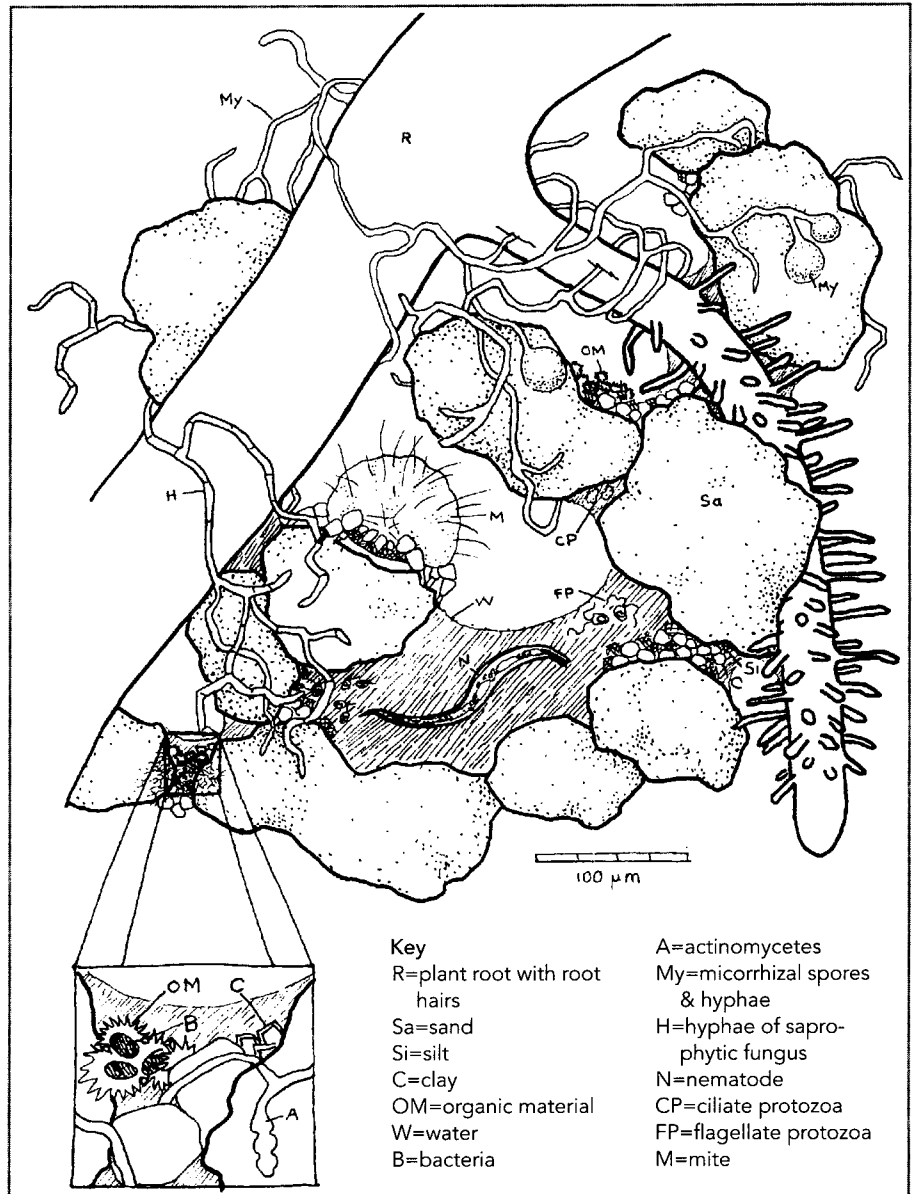 My
R
My
OM
H
M
Sa
CP
W
FP
N
Si
C
100 μm
OM
C
B
A
Key
R=plant root with root
hairs
Sa=sand
Si=silt
C=clay
OM=organic material
W=water
B=bacteria
A=actinomycetes
My=micorrhizal spores
& hyphae
H=hyphae of sapro-
phytic fungus
N=nematode
CP=ciliate protozoa
FP=flagellate protozoa
M=mite